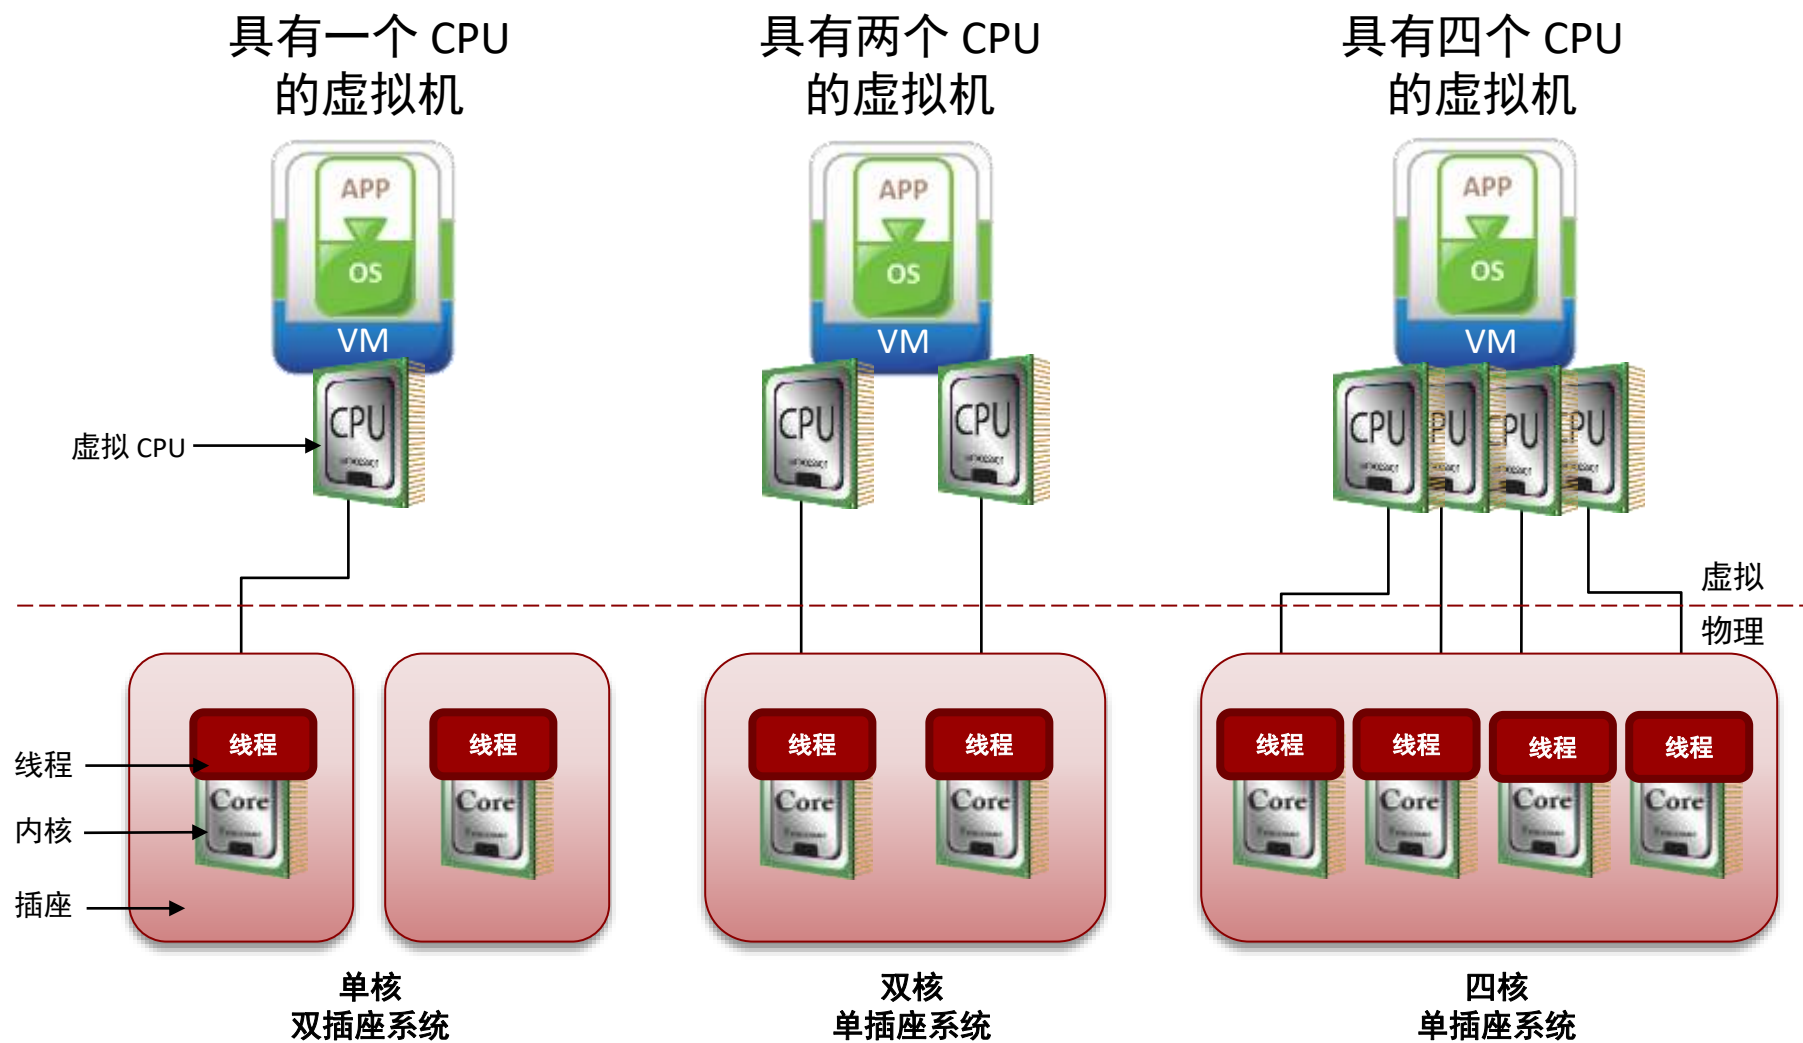 具有一个 CPU
的虚拟机
具有两个 CPU
的虚拟机
具有四个 CPU
的虚拟机
APP
OS
VM
APP
OS
VM
APP
OS
VM
虚拟 CPU
CPU
CPU
CPU
CPU
CPU
CPU
CPU
虚拟
物理
线程
线程
线程
线程
线程
线程
线程
线程
线程
内核
插座
Core
Core
Core
Core
Core
Core
Core
Core
单核
双插座系统
双核
单插座系统
四核
单插座系统